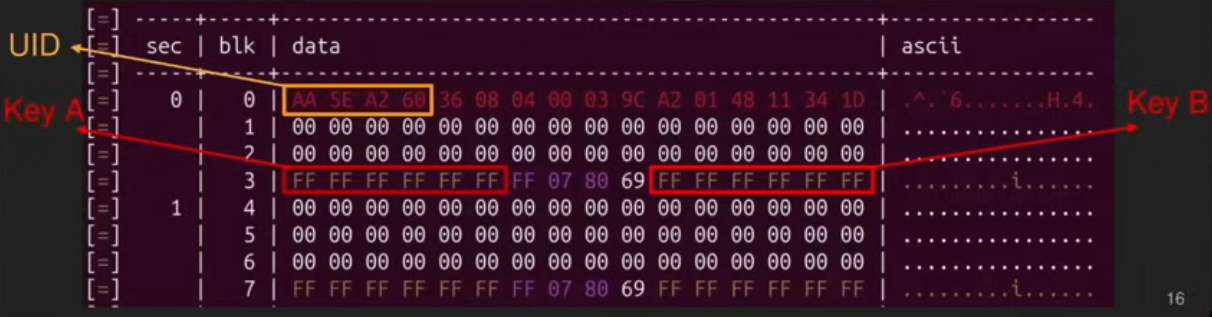 [=] -----+-----+-------------------------------------------------+-----------------
UID [=] sec | blk | data | ascii
[=] -----+-----+-------------------------------------------------+-----------------
Key A [=] 0 | 0 | AA 5E A2 60 36 08 04 00 03 9C A2 01 48 11 34 1D | .^.`6.......H.4. Key B
[=] | 1 | 00 00 00 00 00 00 00 00 00 00 00 00 00 00 00 00 | ................
[=] | 2 | 00 00 00 00 00 00 00 00 00 00 00 00 00 00 00 00 | ................
[=] | 3 | FF FF FF FF FF FF FF 07 80 69 FF FF FF FF FF FF | .........i......
[=] 1 | 4 | 00 00 00 00 00 00 00 00 00 00 00 00 00 00 00 00 | ................
[=] | 5 | 00 00 00 00 00 00 00 00 00 00 00 00 00 00 00 00 | ................
[=] | 6 | 00 00 00 00 00 00 00 00 00 00 00 00 00 00 00 00 | ................
[=] | 7 | FF FF FF FF FF FF FF 07 80 69 FF FF FF FF FF FF | .........i......
16